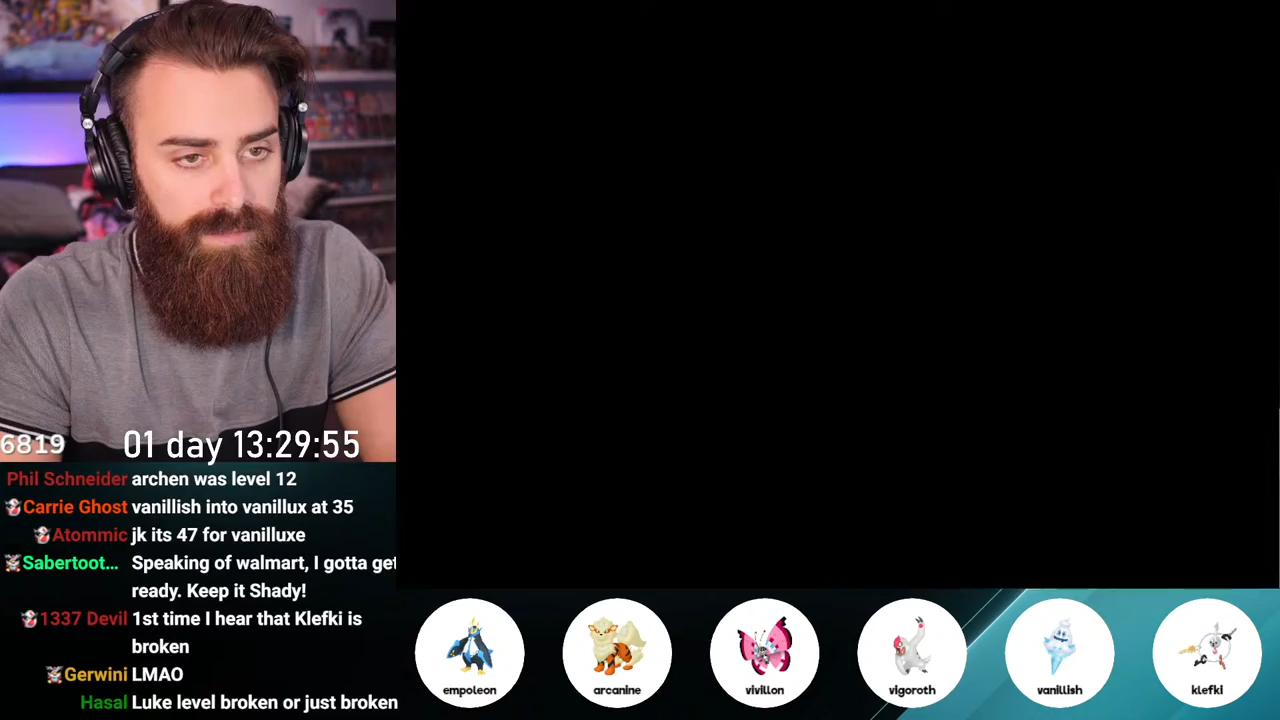 6819 01 day 13:29:55
Phil Schneider archen was level 12
Carrie Ghost vanillish into vanillux at 35
Atommic jk its 47 for vanilluxe
Sabertoot... Speaking of walmart, I gotta get
ready. Keep it Shady!
1337 Devil 1st time I hear that Klefki is
broken
Gerwini LMAO
Hasal Luke level broken or just broken
empoleon arcanine vivillon vigoroth vanillish klefki